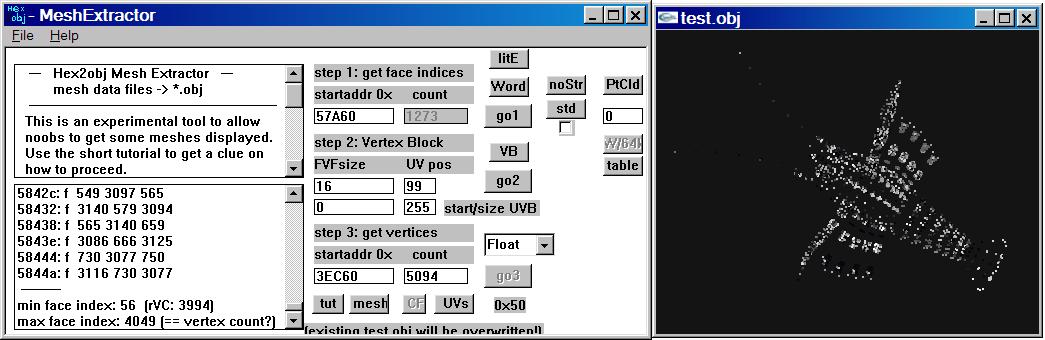 Hex
obj - MeshExtractor
File Help
— Hex2obj Mesh Extractor —
mesh data files -> *.obj
This is an experimental tool to allow
noobs to get some meshes displayed.
Use the short tutorial to get a clue on
how to proceed.
5842c: f 549 3097 565
58432: f 3140 579 3094
58438: f 565 3140 659
5843e: f 3086 666 3125
58444: f 730 3077 750
5844a: f 3116 730 3077
min face index: 56 (rVC: 3994)
max face index: 4049 (== vertex count?)
step 1: get face indices
startaddr 0x count
57A60 1273
step 2: Vertex Block
FVFsize UV pos
16 99
0 255 start/size UVB
step 3: get vertices
startaddr 0x count
3EC60 5094
tut mesh CF UVs 0x50
(existing test.obj will be overwritten!)
litE
Word
go1
VB
go2
Float
go3
noStr
std
PtCld
0
W/64k
table
test.obj